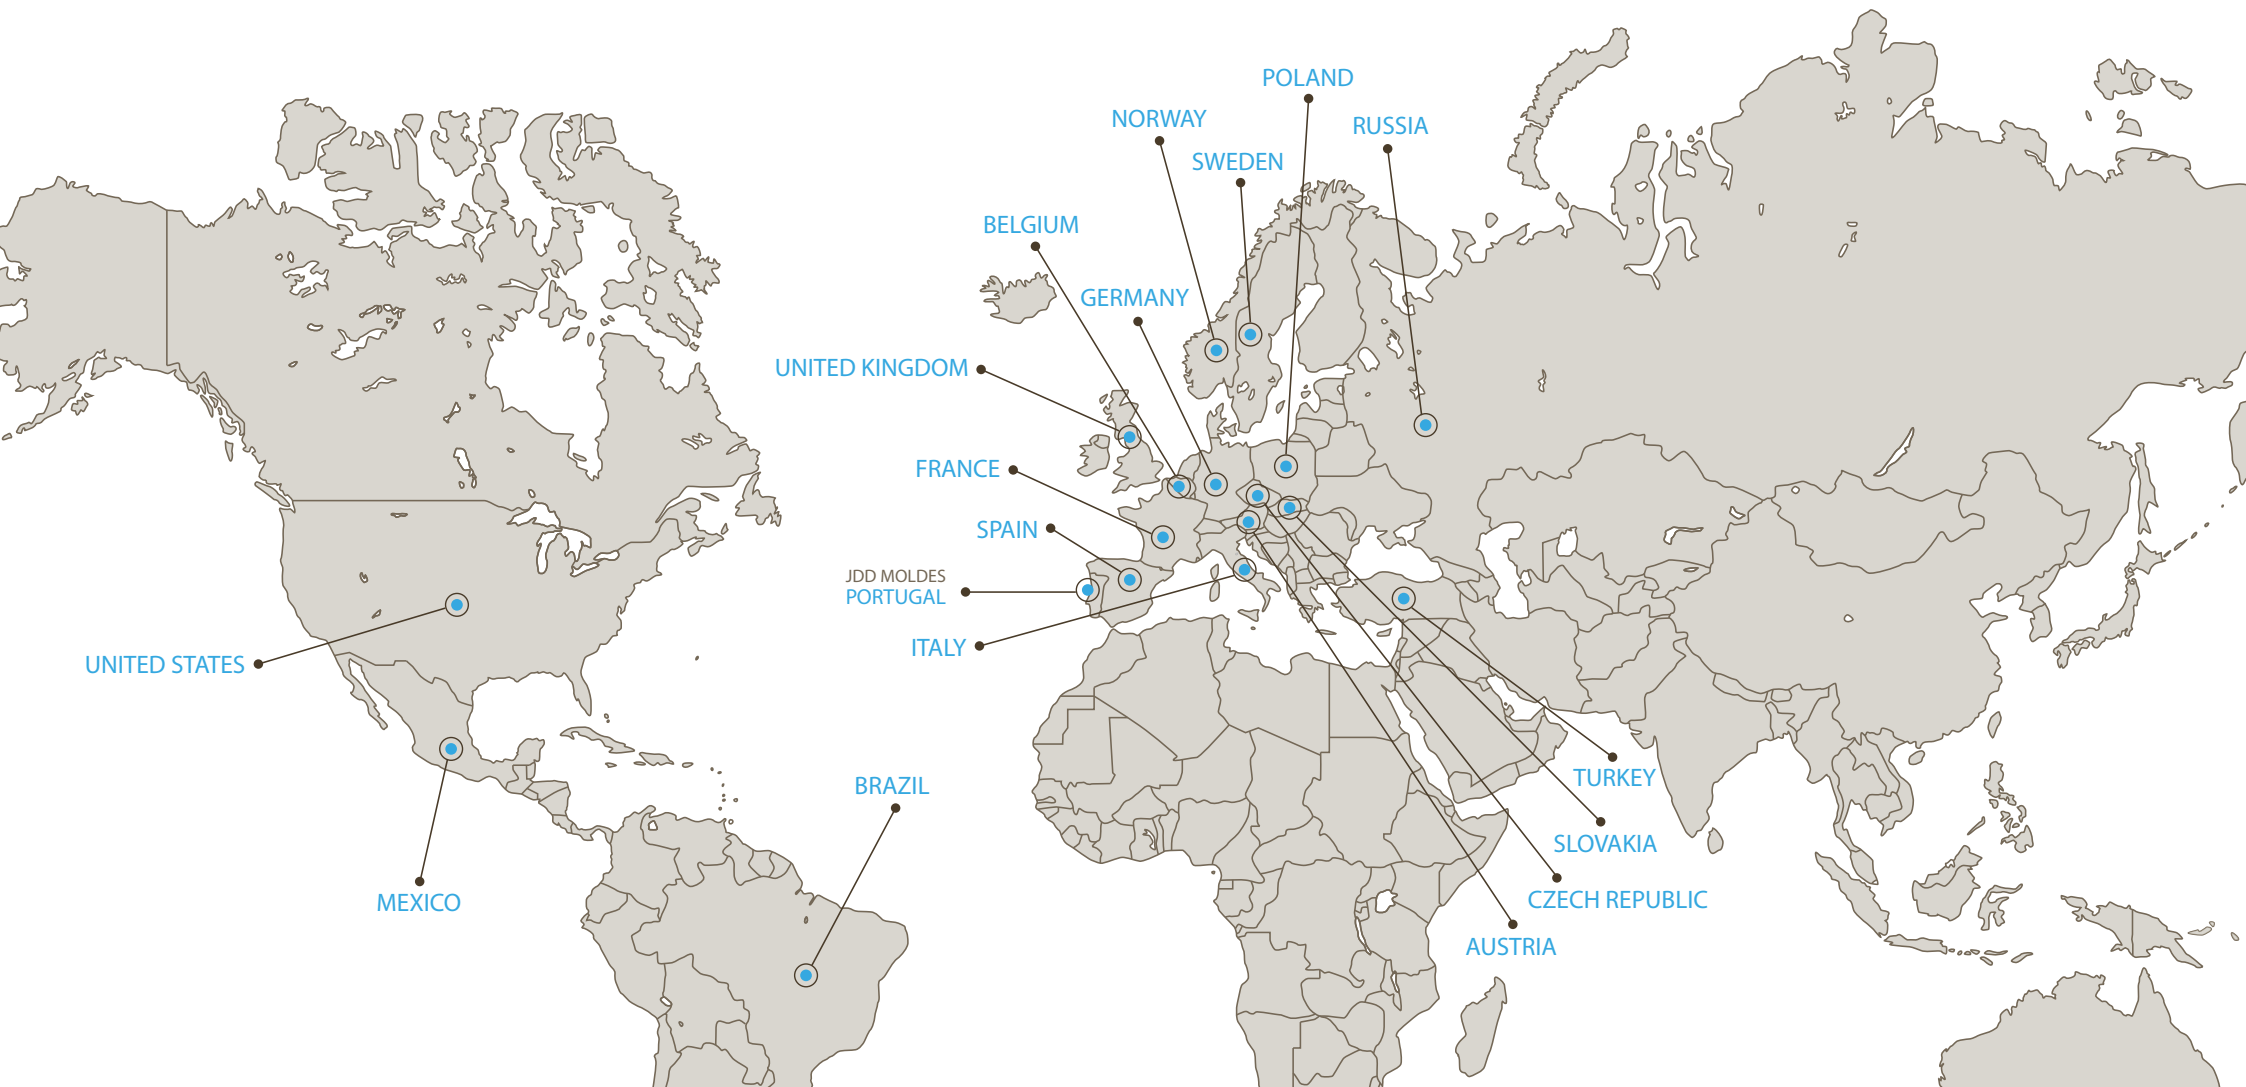 POLAND
NORWAY
RUSSIA
SWEDEN
BELGIUM
GERMANY
UNITED KINGDOM
FRANCE
SPAIN
JDD MOLDES
PORTUGAL
ITALY
UNITED STATES
TURKEY
BRAZIL
SLOVAKIA
MEXICO
CZECH REPUBLIC
AUSTRIA